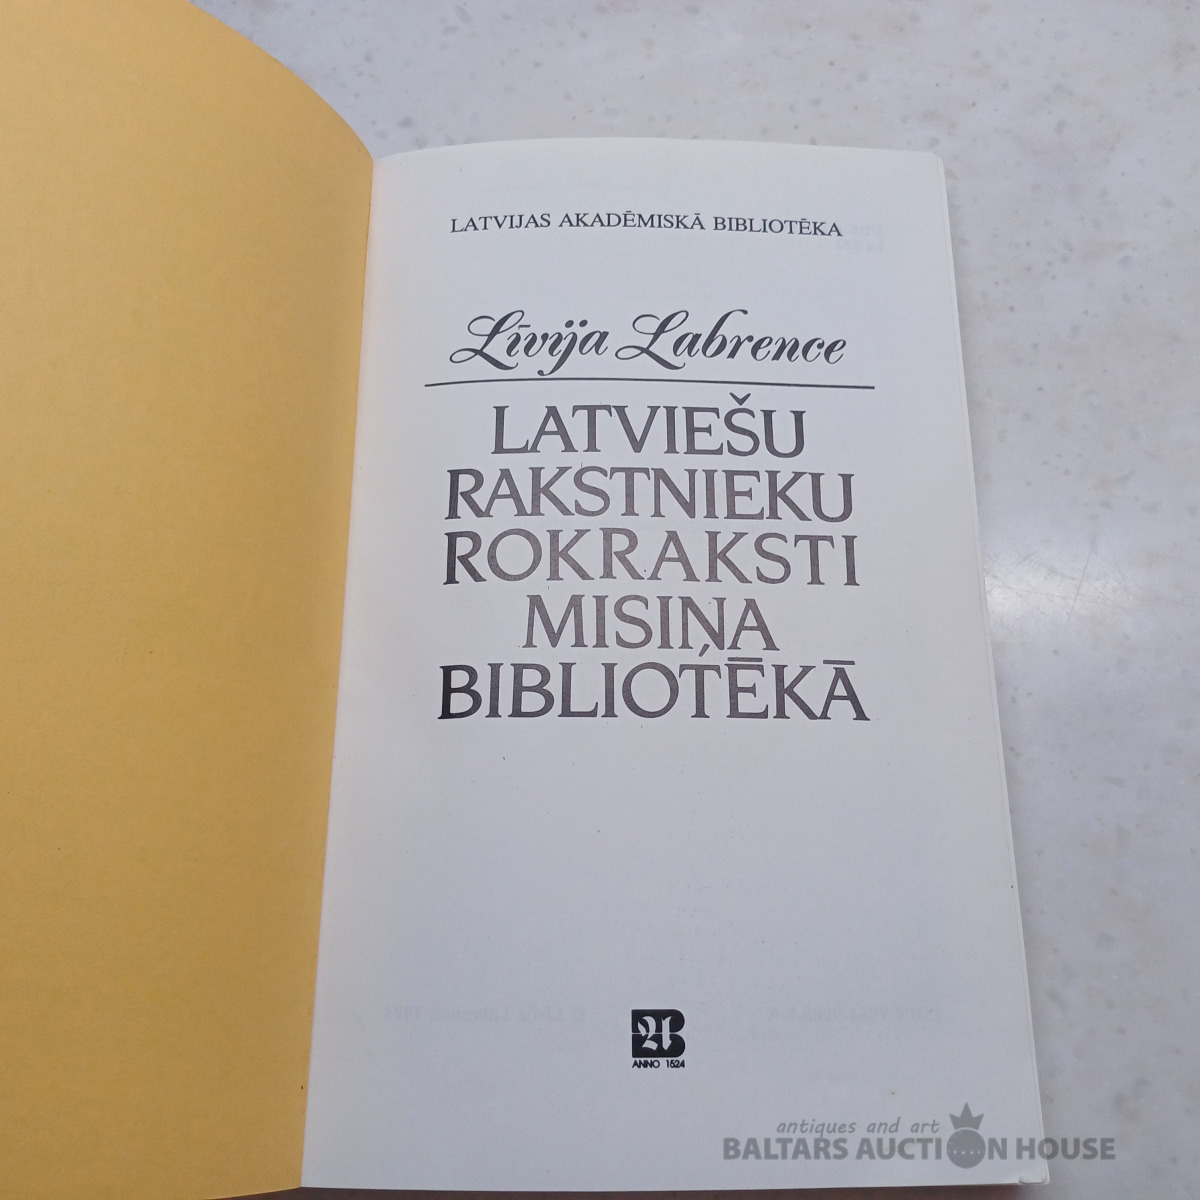 LATVIJAS AKADĒMISKĀ BIBLIOTĒKA
Līvija Labrence
LATVIEŠU
RAKSTNIEKU
ROKRAKSTI
MISIŅA
BIBLIOTĒKĀ
ANNO 1524
antiques and art
BALTARS AUCTION HOUSE